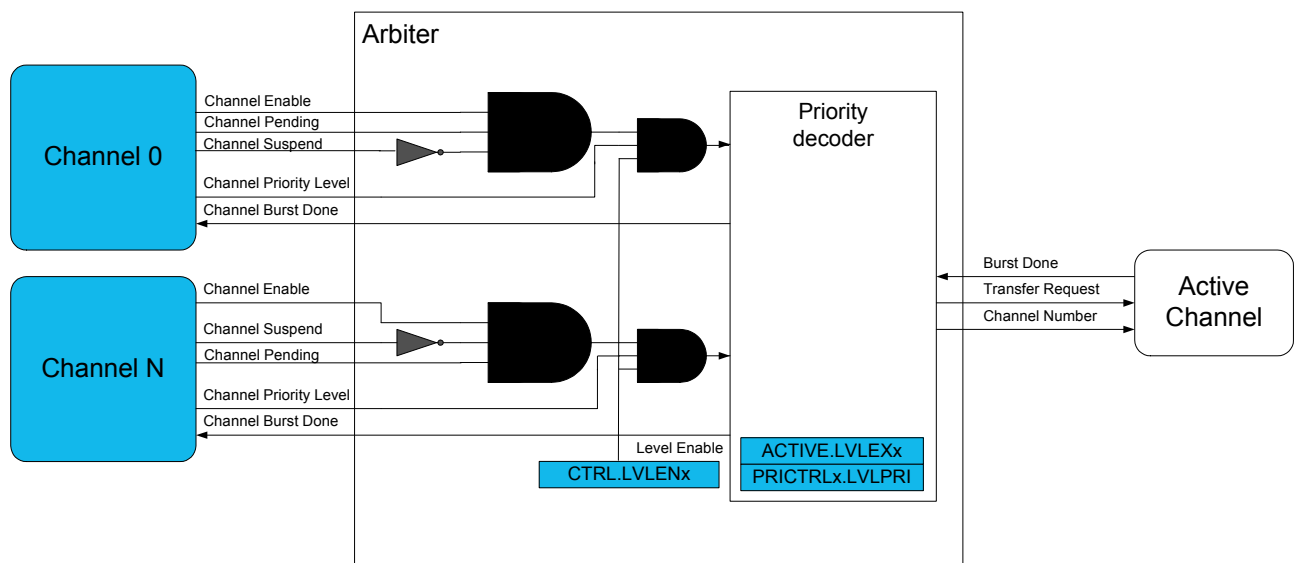 Arbiter
Channel 0
Channel Enable
Channel Pending
Channel Suspend
Channel Priority Level
Channel Burst Done
Priority
decoder
Channel N
Channel Enable
Channel Suspend
Channel Pending
Channel Priority Level
Channel Burst Done
Burst Done
Transfer Request
Channel Number
Active
Channel
Level Enable
CTRL.LVLENx
ACTIVE.LVLEXx
PRICTRLx.LVLPRI